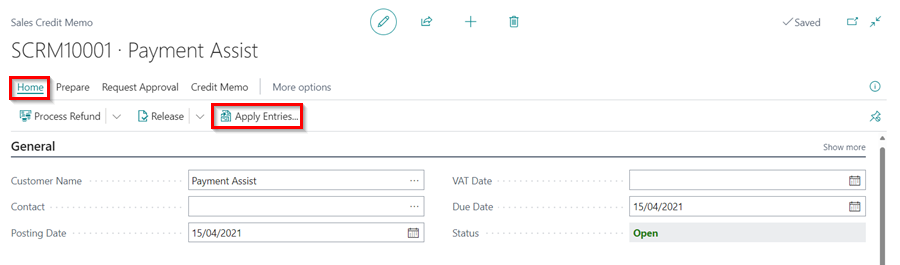 Sales Credit Memo
Saved
SCRM10001 · Payment Assist
Home Prepare Request Approval Credit Memo More options
Process Refund Release Apply Entries...
General Show more
Customer Name Payment Assist VAT Date
Contact Due Date 15/04/2021
Posting Date 15/04/2021 Status Open